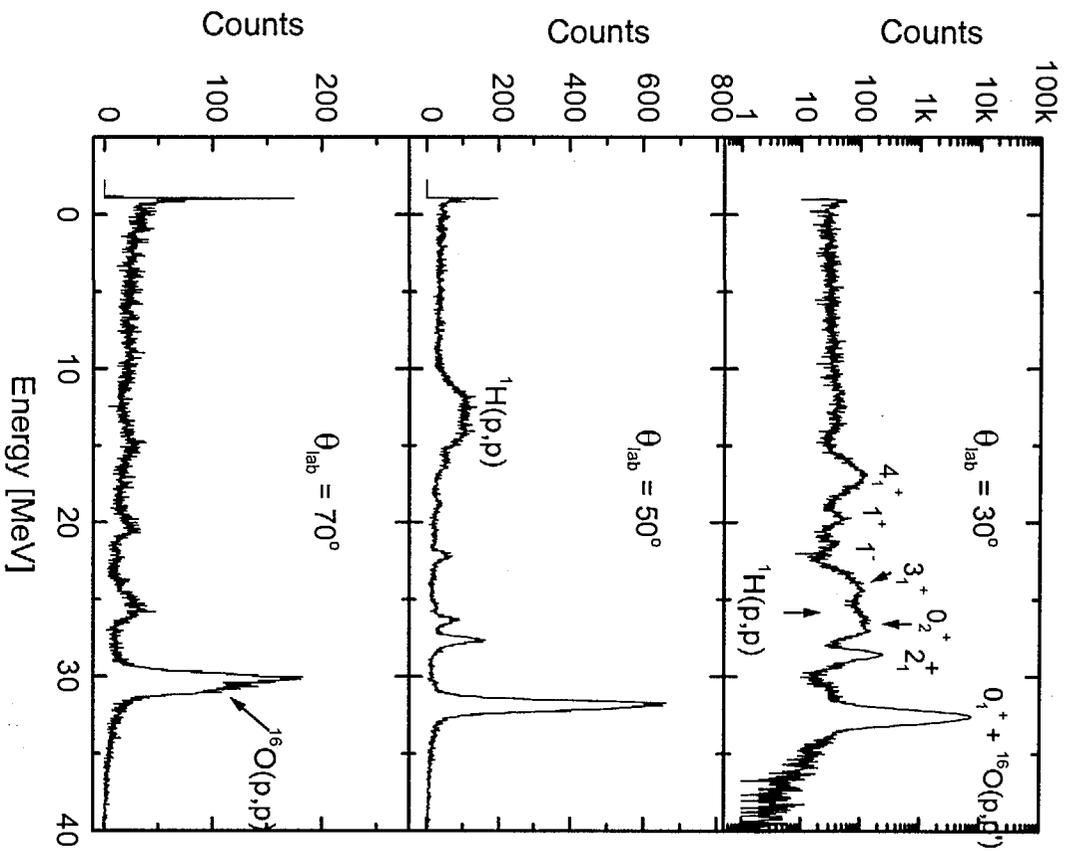 Counts
100k
10k
1k
100
10
1
θlab = 30°
4₁⁺
1⁺
1⁻
3₁⁺
0₂⁺
2₁⁺
0₁⁺ + ¹⁶O(p,p')
¹H(p,p)
Counts
800
600
400
200
0
θlab = 50°
¹H(p,p)
Counts
200
100
0
θlab = 70°
¹⁶O(p,p)
0
10
20
30
40
Energy [MeV]